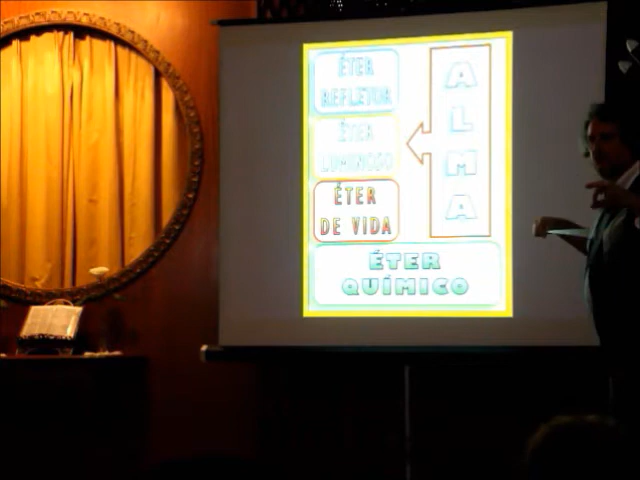 ÉTER
REFLETOR
ÉTER
LUMINOSO
ÉTER
DE VIDA
ÉTER
QUÍMICO
A
L
M
A